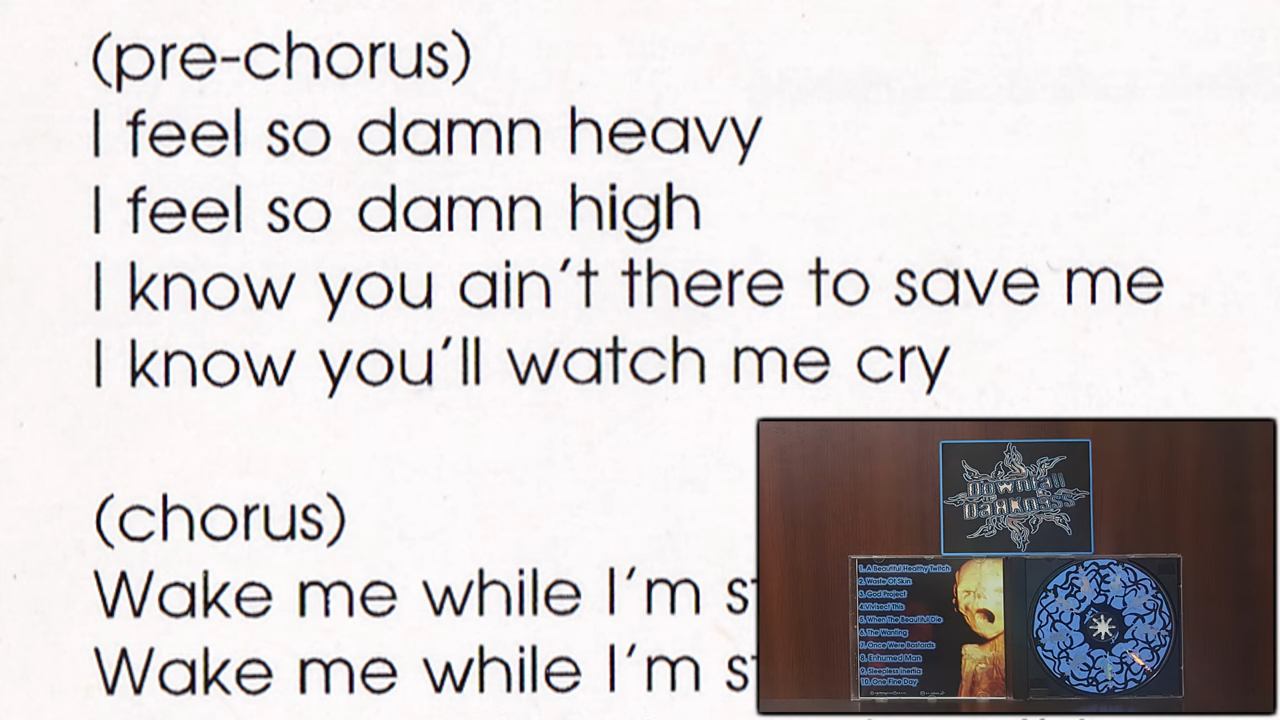 (pre-chorus)
I feel so damn heavy
I feel so damn high
I know you ain't there to save me
I know you'll watch me cry
(chorus)
Wake me while I'm st
Wake me while I'm st
Downfall
Darkness
1. A Beautiful Healthy Twitch
2. Waste Of Skin
3. God Project
4. Vivisect This
5. When The Beautiful Die
6. The Wanting
7. Once Were Bastards
8. Exhumed Man
9. Sleepless Inertia
10. One Fine Day